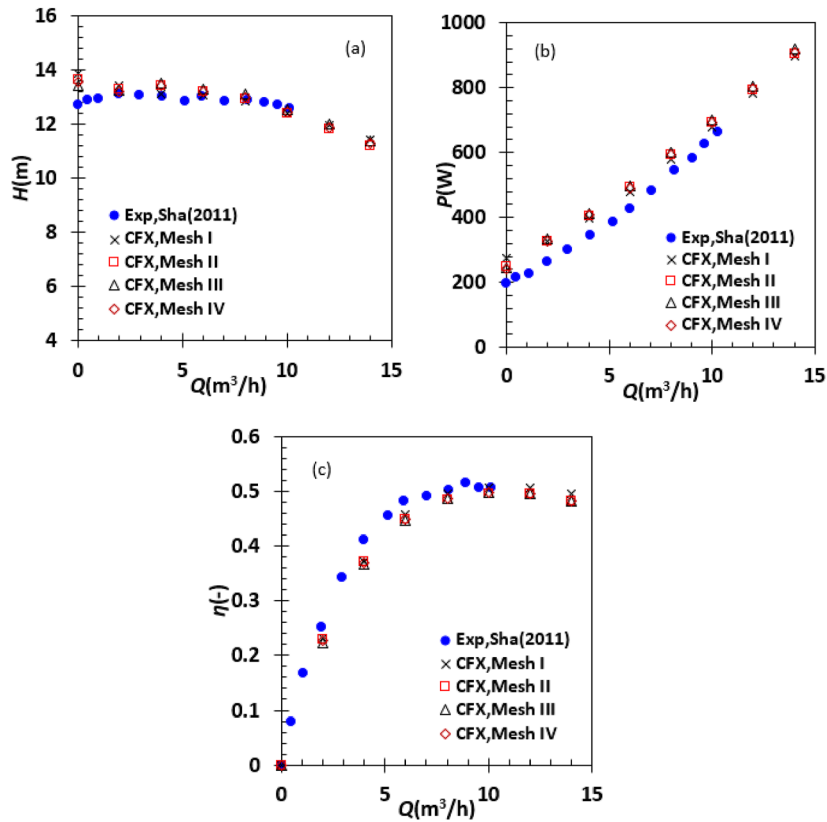 (a)
H(m)
16
14
12
10
8
6
4
0
5
10
15
Q(m³/h)
Exp,Sha(2011)
CFX,Mesh I
CFX,Mesh II
CFX,Mesh III
CFX,Mesh IV
(b)
P(W)
1000
800
600
400
200
0
0
5
10
15
Q(m³/h)
Exp,Sha(2011)
CFX,Mesh I
CFX,Mesh II
CFX,Mesh III
CFX,Mesh IV
(c)
η(-)
0.6
0.5
0.4
0.3
0.2
0.1
0
0
5
10
15
Q(m³/h)
Exp,Sha(2011)
CFX,Mesh I
CFX,Mesh II
CFX,Mesh III
CFX,Mesh IV